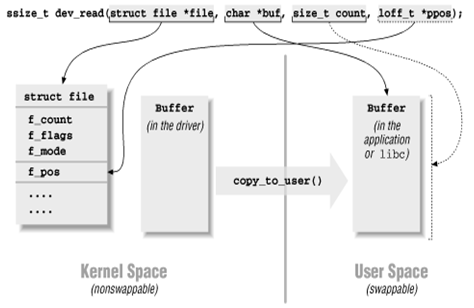 ssize_t dev_read(struct file *file, char *buf, size_t count, loff_t *ppos);
struct file
f_count
f_flags
f_mode
f_pos
....
....
Buffer
(in the driver)
copy_to_user()
Buffer
(in the
application
or libc)
Kernel Space
(nonswappable)
User Space
(swappable)